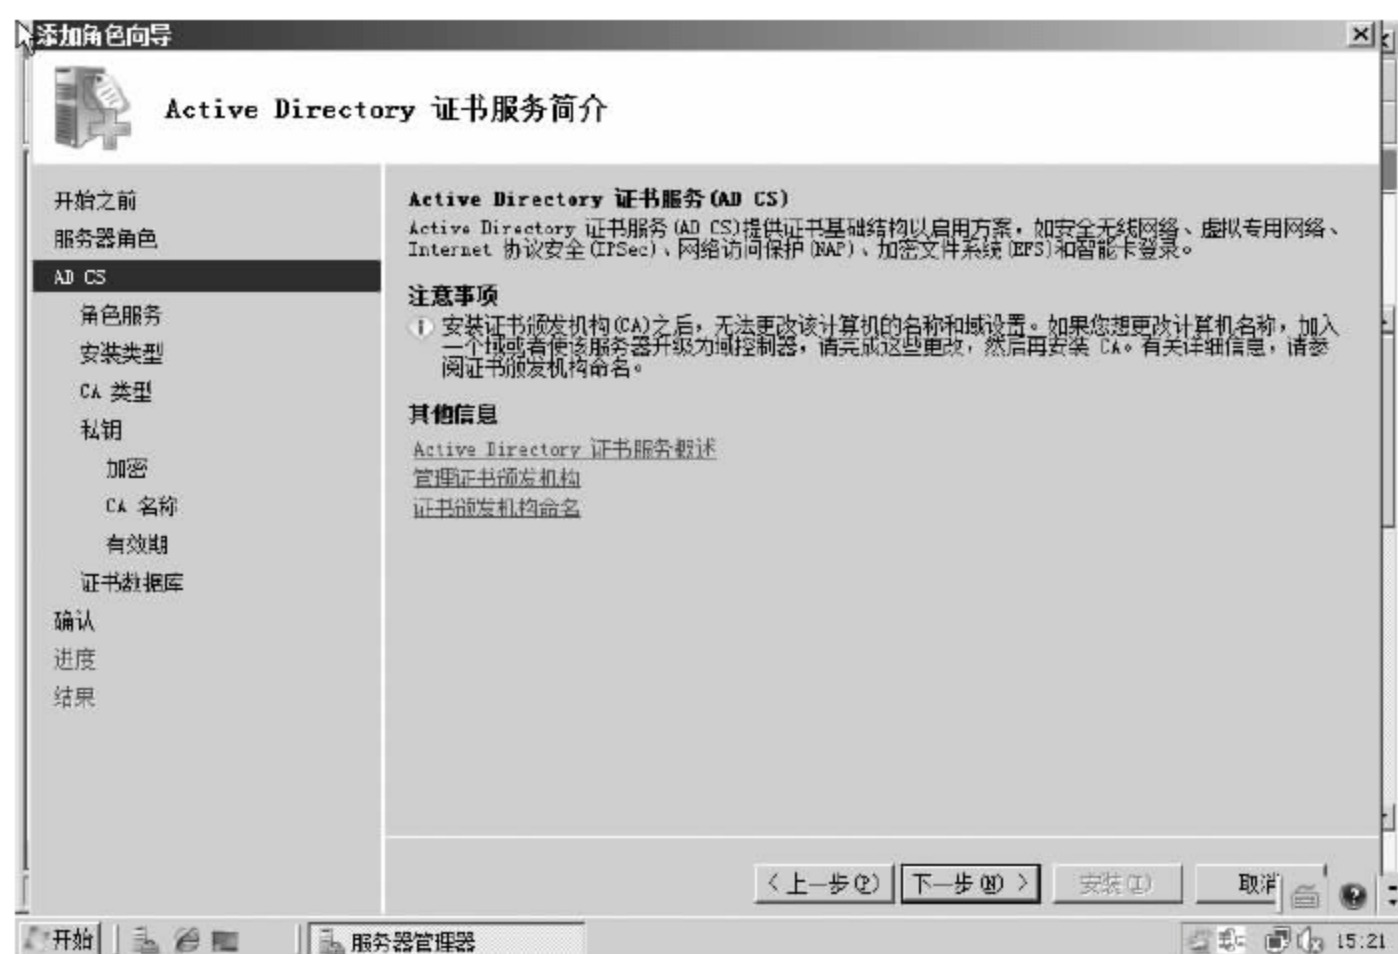 添加角色向导
Active Directory 证书服务简介
开始之前
服务器角色
AD CS
角色服务
安装类型
CA 类型
私钥
加密
CA 名称
有效期
证书数据库
确认
进度
结果
Active Directory 证书服务(AD CS)
Active Directory 证书服务(AD CS)提供证书基础结构以启用方案，如安全无线网络、虚拟专用网络、
Internet 协议安全(IPSec)、网络访问保护(NAP)、加密文件系统(EFS)和智能卡登录。
注意事项
安装证书颁发机构(CA)之后，无法更改该计算机的名称和域设置。如果您想更改计算机名称，加入
一个域或者使该服务器升级为域控制器，请完成这些更改，然后再安装 CA。有关详细信息，请参
阅证书颁发机构命名。
其他信息
Active Directory 证书服务概述
管理证书颁发机构
证书颁发机构命名
< 上一步(P)
下一步(N) >
安装(I)
取消
开始
服务器管理器
15:21